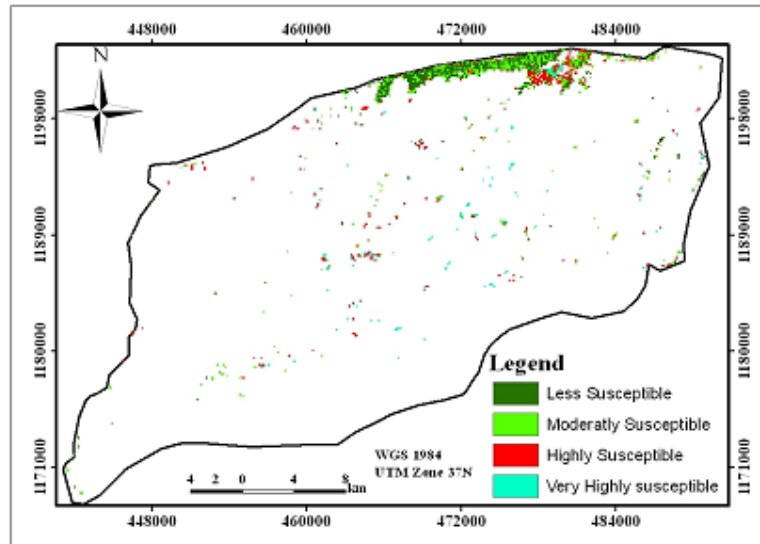 448000 460000 472000 484000
N
1198000 1198000
1189000 1189000
1180000 1180000
1171000 1171000
Legend
Less Susceptible
Moderatly Susceptible
Highly Susceptible
Very Highly susceptible
WGS 1984
UTM Zone 37N
4 2 0 4 8
km
448000 460000 472000 484000